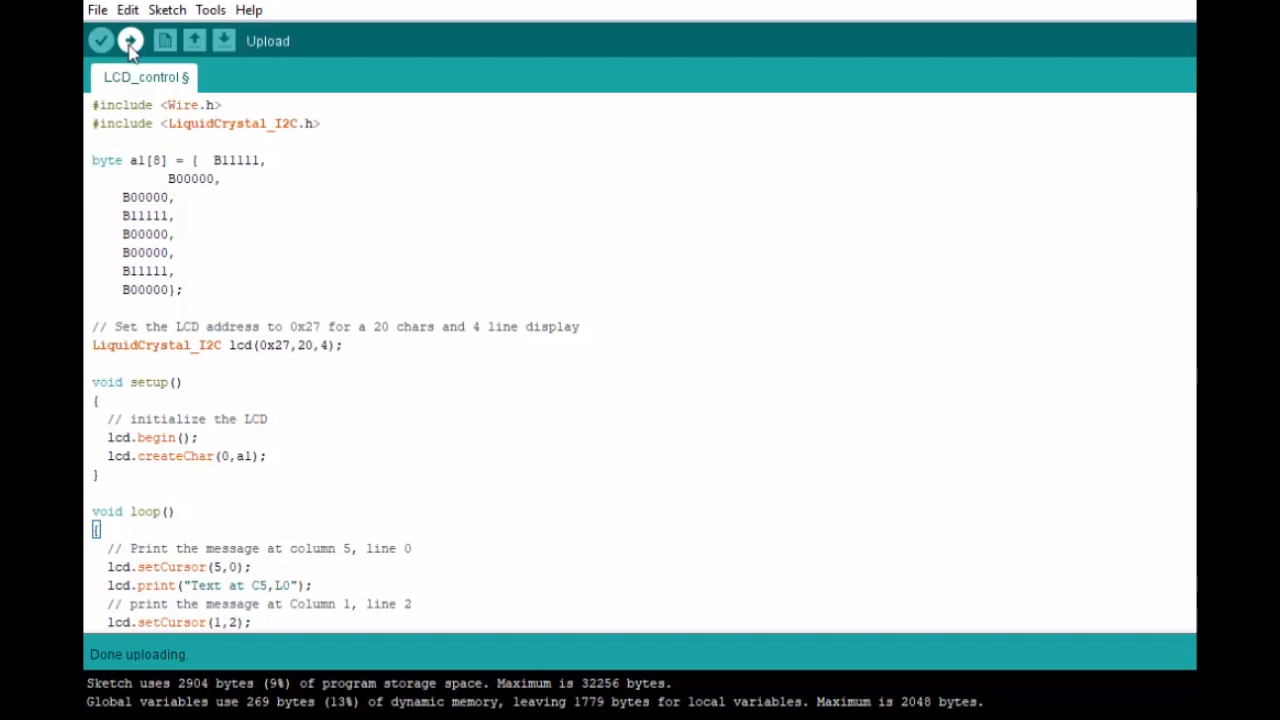 File Edit Sketch Tools Help
Upload
LCD_control §
#include <Wire.h>
#include <LiquidCrystal_I2C.h>
byte a1[8] = {  B11111,
B00000,
B00000,
B11111,
B00000,
B00000,
B11111,
B00000};
// Set the LCD address to 0x27 for a 20 chars and 4 line display
LiquidCrystal_I2C lcd(0x27,20,4);
void setup()
{
// initialize the LCD
lcd.begin();
lcd.createChar(0,a1);
}
void loop()
{
// Print the message at column 5, line 0
lcd.setCursor(5,0);
lcd.print("Text at C5,L0");
// print the message at Column 1, line 2
lcd.setCursor(1,2);
Done uploading.
Sketch uses 2904 bytes (9%) of program storage space. Maximum is 32256 bytes.
Global variables use 269 bytes (13%) of dynamic memory, leaving 1779 bytes for local variables. Maximum is 2048 bytes.